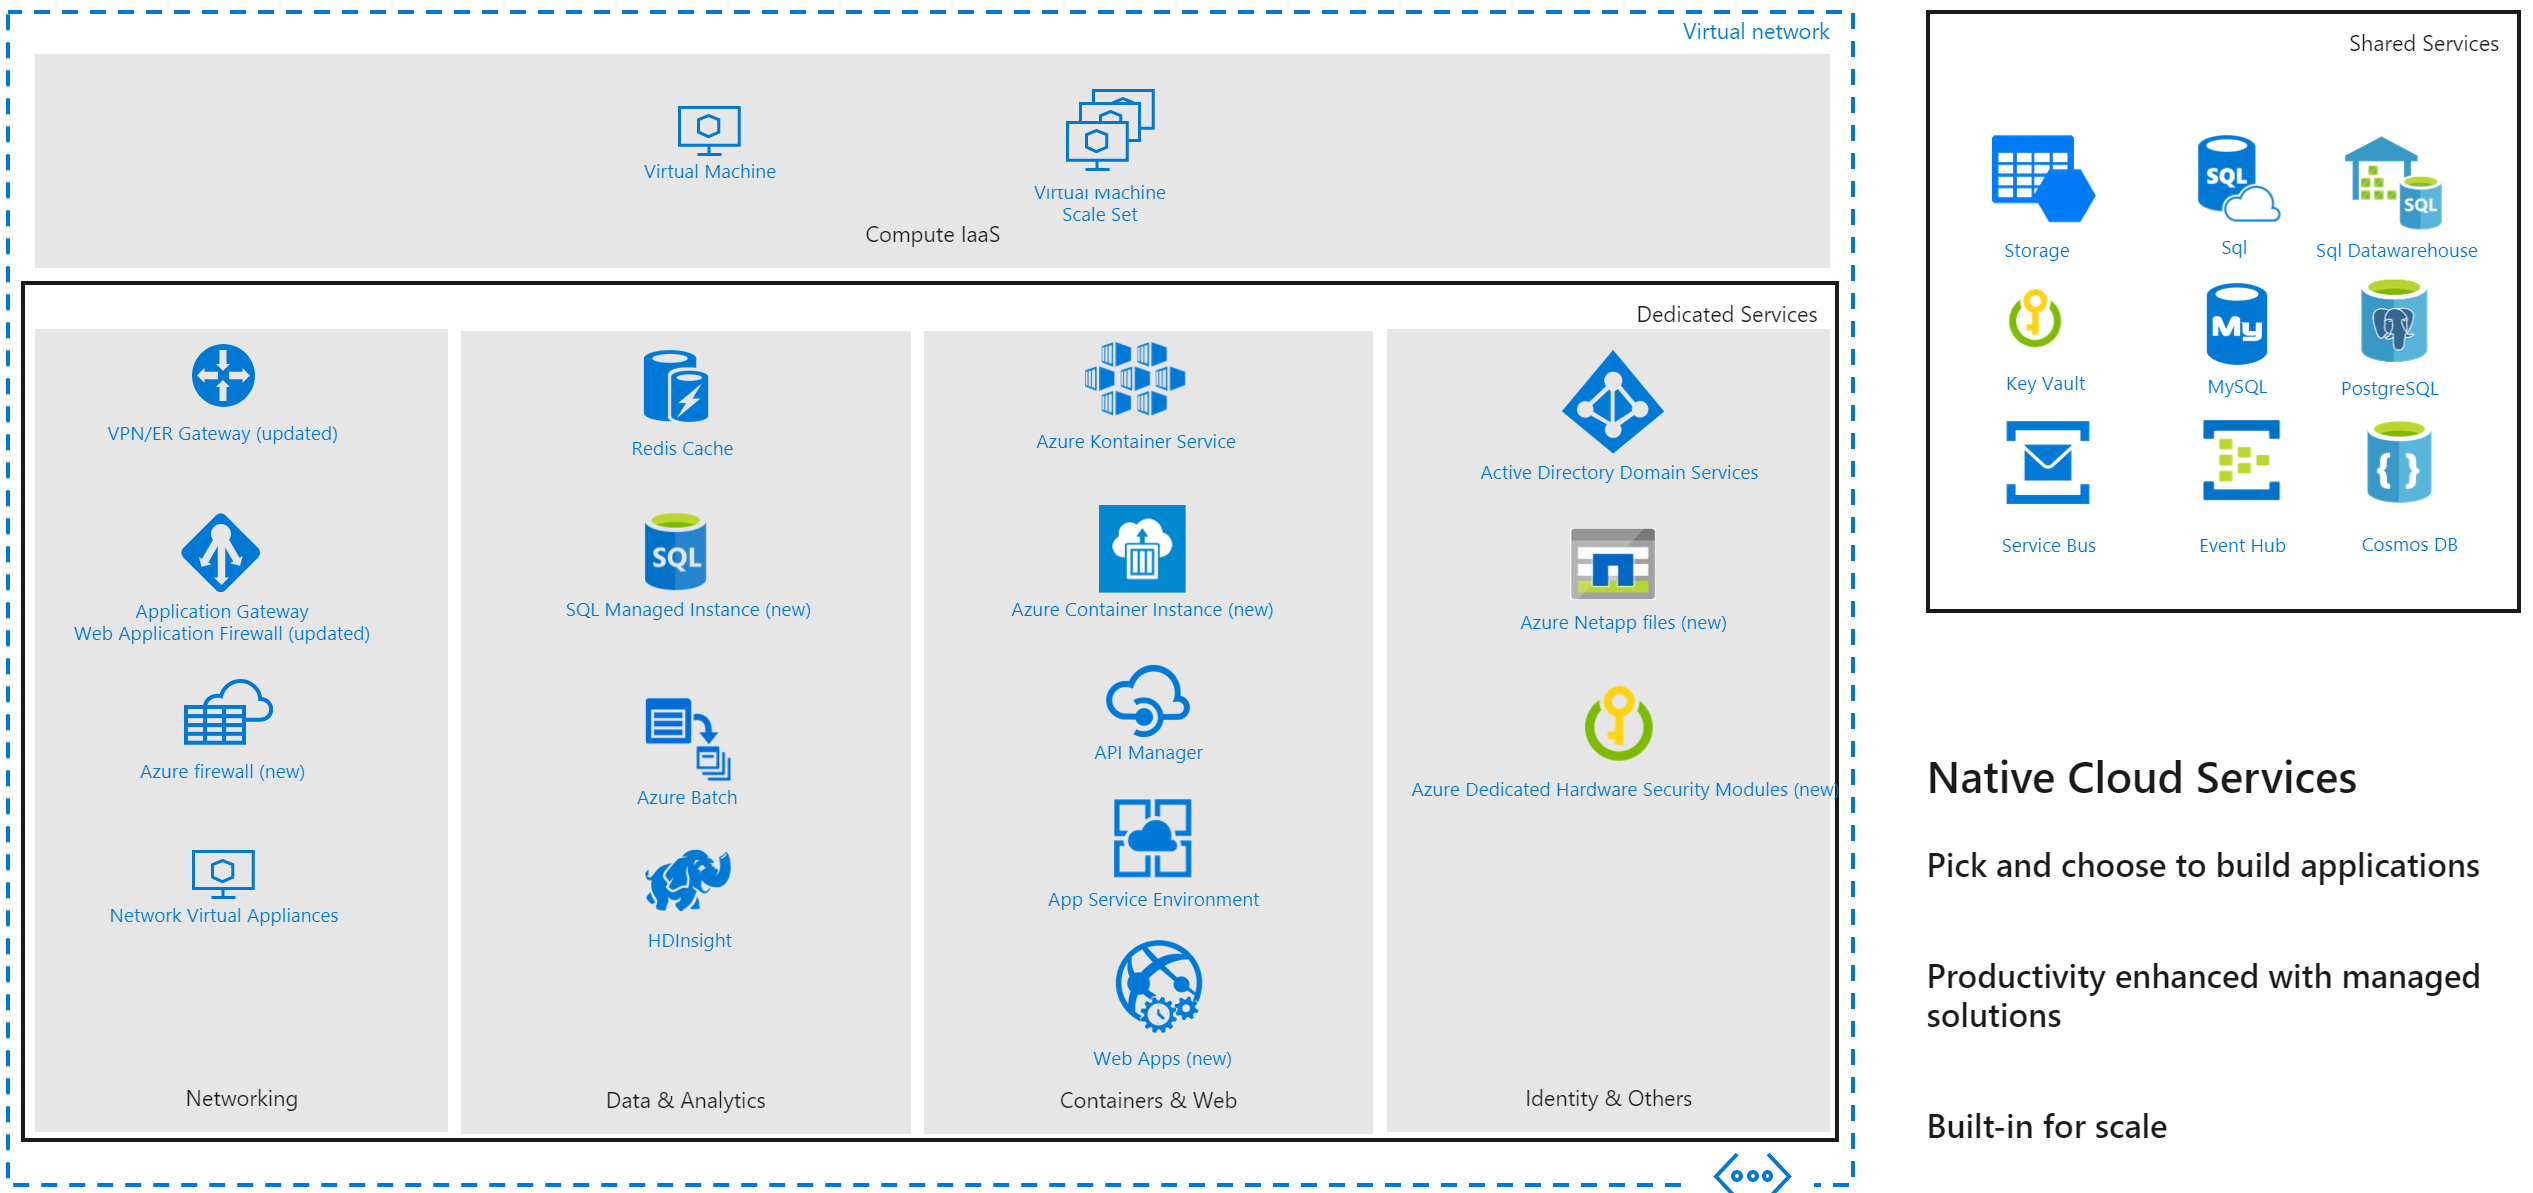 Virtual network
Virtual Machine
Virtual Machine
Scale Set
Compute IaaS
Dedicated Services
VPN/ER Gateway (updated)
Application Gateway
Web Application Firewall (updated)
Azure firewall (new)
Network Virtual Appliances
Networking
Redis Cache
SQL
SQL Managed Instance (new)
Azure Batch
HDInsight
Data & Analytics
Azure Kontainer Service
Azure Container Instance (new)
API Manager
App Service Environment
Web Apps (new)
Containers & Web
Active Directory Domain Services
Azure Netapp files (new)
Azure Dedicated Hardware Security Modules (new)
Identity & Others
Shared Services
Storage
SQL
Sql
SQL
Sql Datawarehouse
Key Vault
My
MySQL
PostgreSQL
Service Bus
Event Hub
{ }
Cosmos DB
Native Cloud Services
Pick and choose to build applications
Productivity enhanced with managed
solutions
Built-in for scale